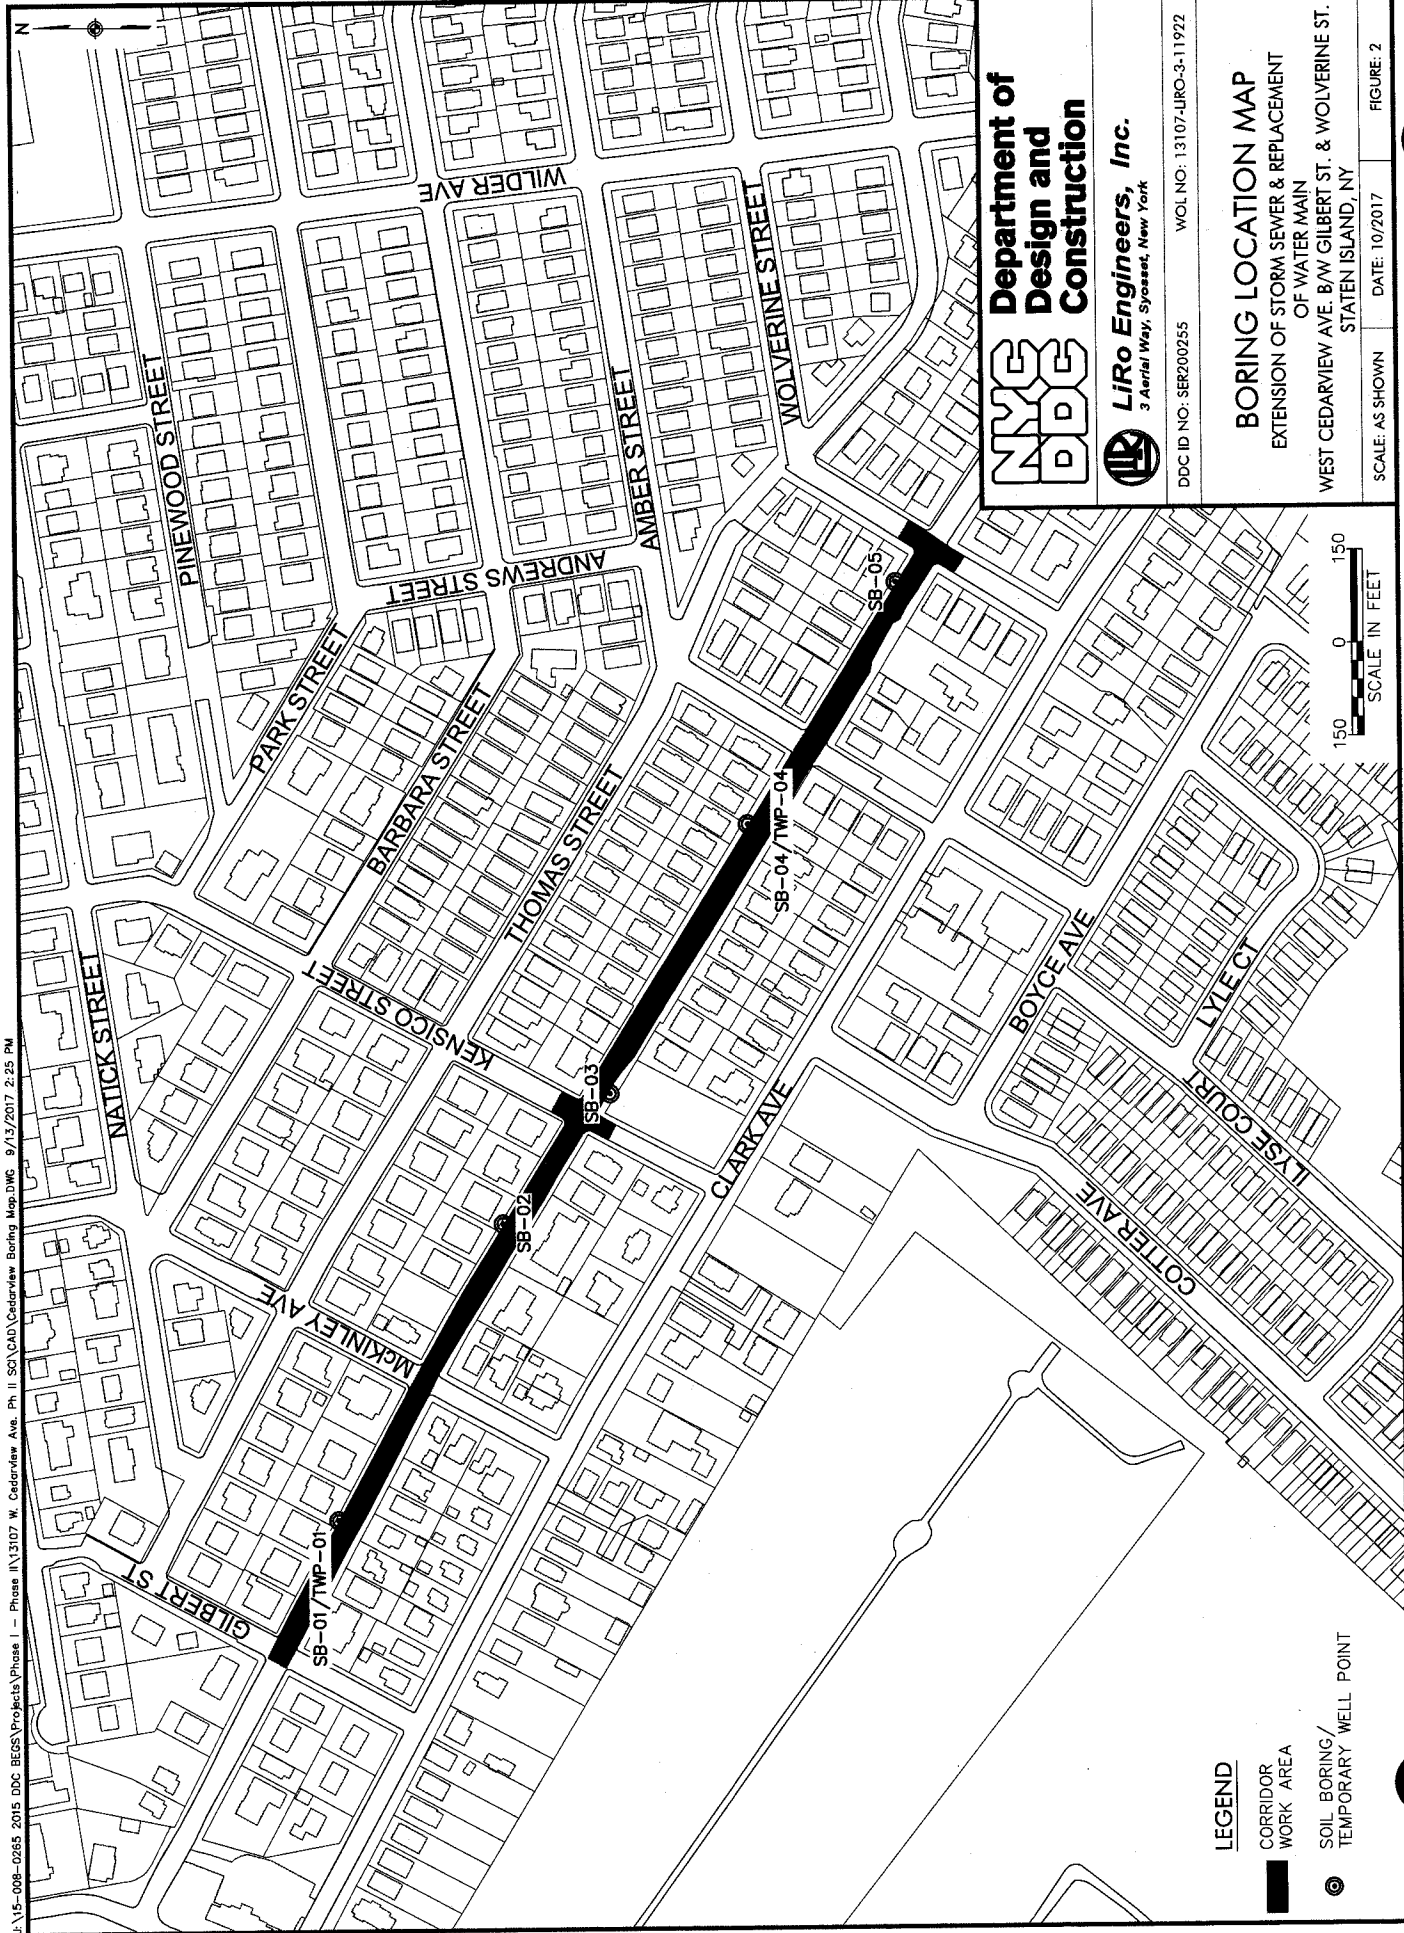 J:\15-008-0265 2015 DDC BEGS\Projects\Phase I - Phase II\13107 W. Cedarview Ave. Ph II SCI\CAD\Cedarview Boring Map.DWG 9/13/2017 2:25 PM
N
NATICK STREET
PINEWOOD STREET
PARK STREET
WILDER AVE
BARBARA STREET
ANDREWS STREET
AMBER STREET
WOLVERINE STREET
THOMAS STREET
KENSICO STREET
McKINLEY AVE
GILBERT ST
SB-01/TWP-01
SB-02
SB-03
SB-04/TWP-04
SB-05
CLARK AVE
BOYCE AVE
LYLE CT
ILYSE COURT
COTTER AVE
LEGEND
CORRIDOR
WORK AREA
SOIL BORING/
TEMPORARY WELL POINT
150 0 150
SCALE IN FEET
NYC
DDC
Department of
Design and
Construction
LiRo Engineers, Inc.
3 Aerial Way, Syosset, New York
DDC ID NO: SER200255 WOL NO: 13107-LIRO-3-11922
BORING LOCATION MAP
EXTENSION OF STORM SEWER & REPLACEMENT
OF WATER MAIN
WEST CEDARVIEW AVE. B/W GILBERT ST. & WOLVERINE ST.
STATEN ISLAND, NY
SCALE: AS SHOWN DATE: 10/2017 FIGURE: 2